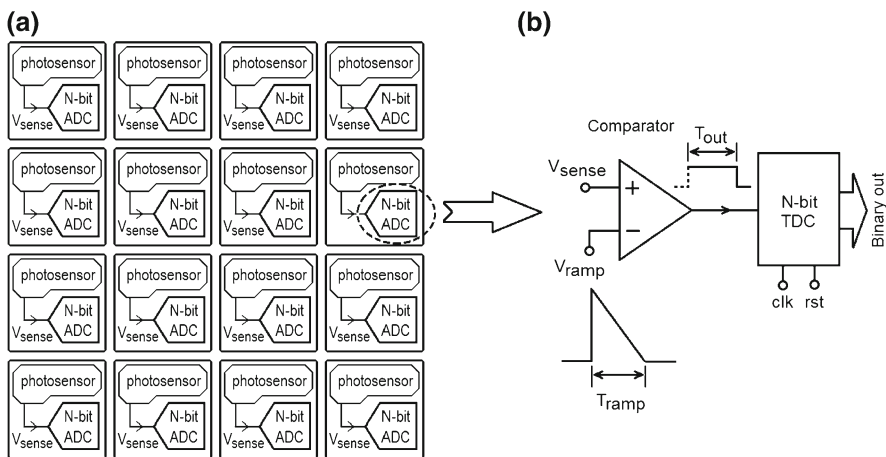 (a)
(b)
photosensor photosensor photosensor photosensor
N-bit N-bit N-bit N-bit
ADC ADC ADC ADC
Vsense Vsense Vsense Vsense
photosensor photosensor photosensor photosensor
N-bit N-bit N-bit N-bit
ADC ADC ADC ADC
Vsense Vsense Vsense
photosensor photosensor photosensor photosensor
N-bit N-bit N-bit N-bit
ADC ADC ADC ADC
Vsense Vsense Vsense Vsense
photosensor photosensor photosensor photosensor
N-bit N-bit N-bit N-bit
ADC ADC ADC ADC
Vsense Vsense Vsense Vsense
Comparator
Tout
Vsense
+
−
Vramp
N-bit
TDC
Binary out
clk rst
Tramp